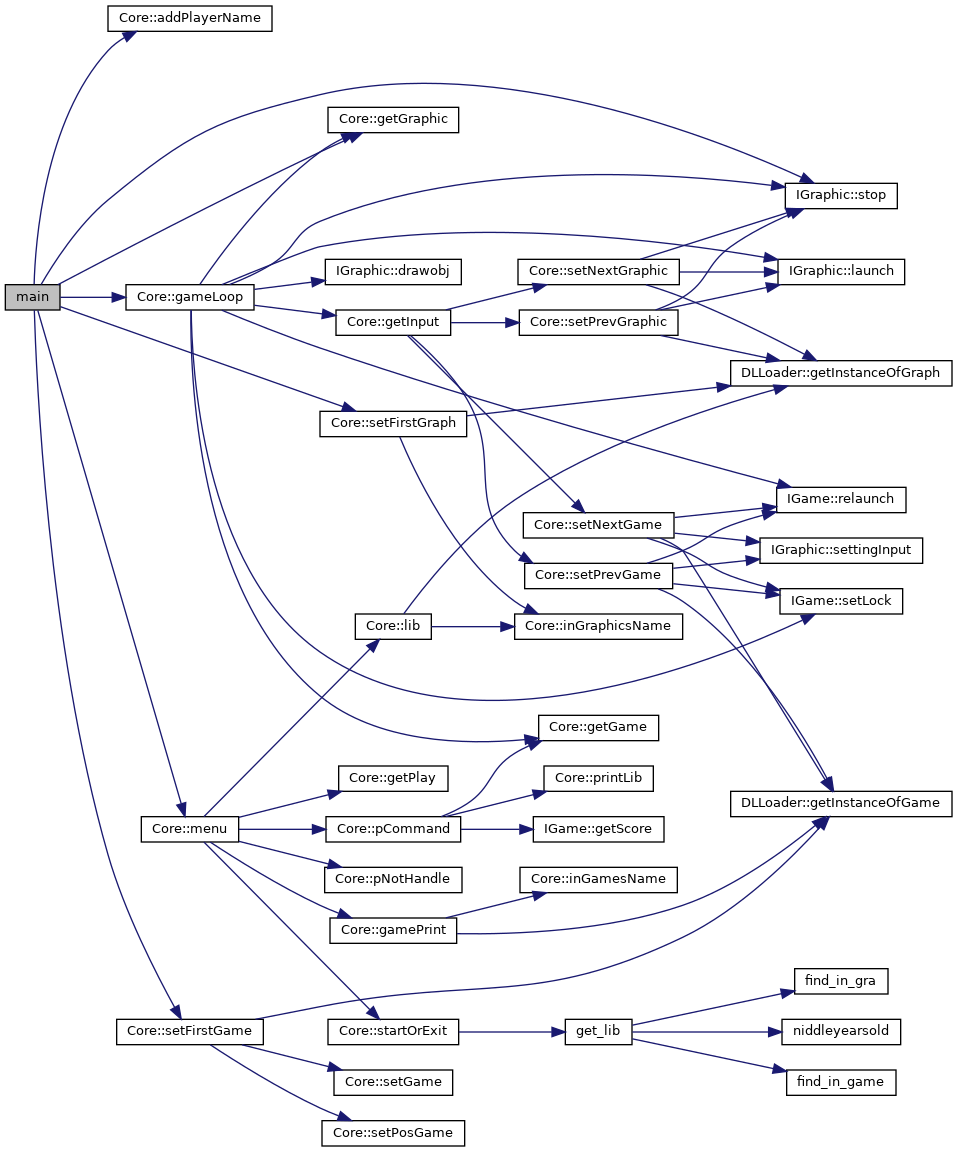 Core::addPlayerName
Core::getGraphic
IGraphic::stop
IGraphic::drawobj
Core::setNextGraphic
IGraphic::launch
main
Core::gameLoop
Core::getInput
Core::setPrevGraphic
DLLoader::getInstanceOfGraph
Core::setFirstGraph
IGame::relaunch
Core::setNextGame
IGraphic::settingInput
Core::setPrevGame
IGame::setLock
Core::lib
Core::inGraphicsName
Core::getGame
Core::getPlay
Core::printLib
DLLoader::getInstanceOfGame
Core::menu
Core::pCommand
IGame::getScore
Core::pNotHandle
Core::inGamesName
Core::gamePrint
find_in_gra
Core::setFirstGame
Core::startOrExit
get_lib
niddleyearsold
Core::setGame
find_in_game
Core::setPosGame